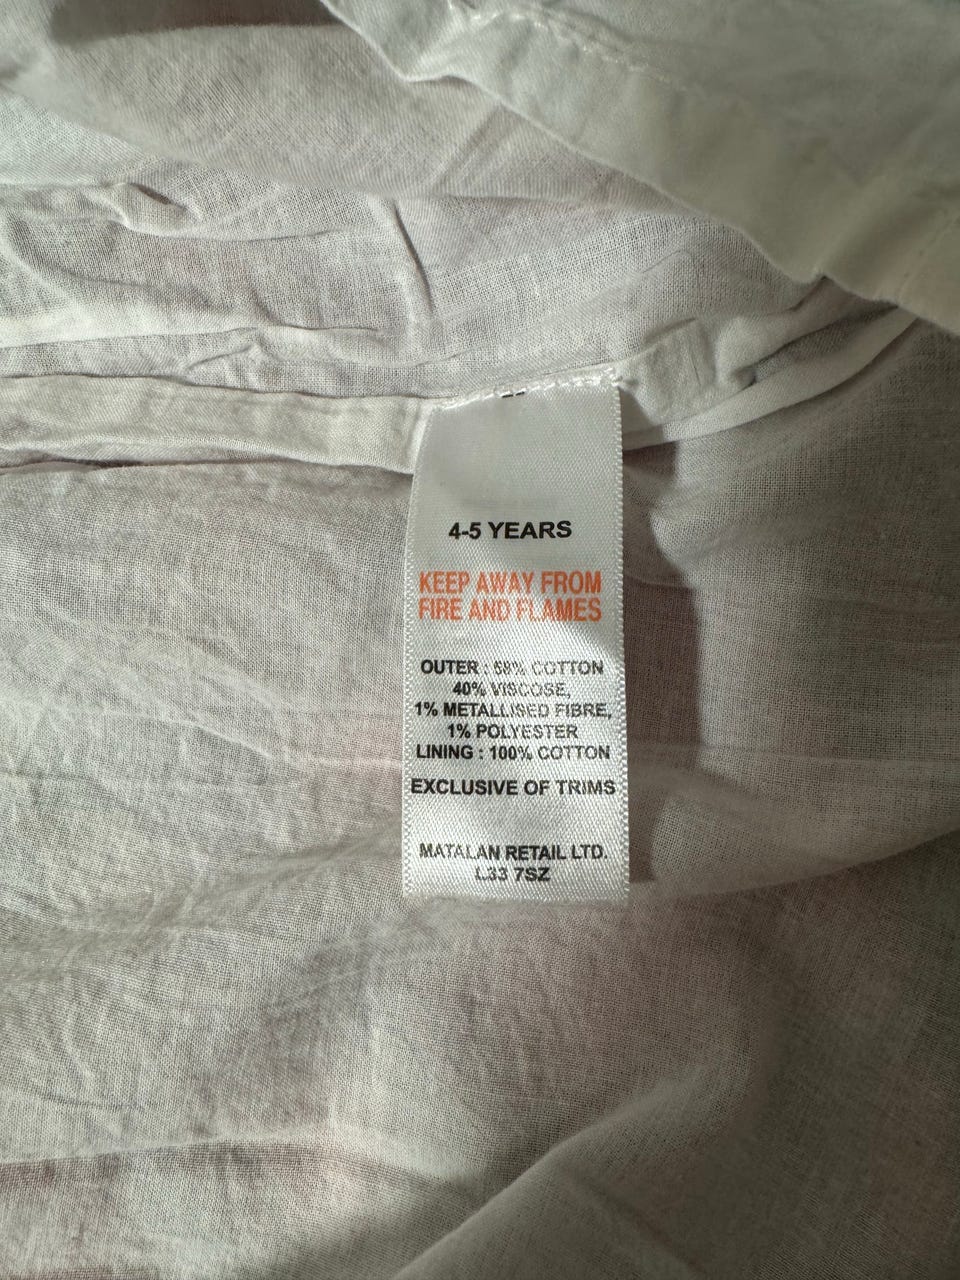 4-5 YEARS
KEEP AWAY FROM
FIRE AND FLAMES
OUTER : 58% COTTON
40% VISCOSE,
1% METALLISED FIBRE,
1% POLYESTER
LINING : 100% COTTON
EXCLUSIVE OF TRIMS
MATALAN RETAIL LTD.
L33 7SZ